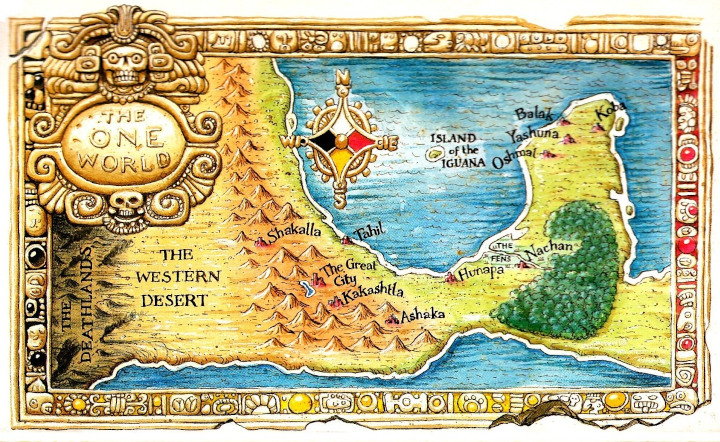 THE
ONE
WORLD
N
W
E
S
ISLAND
of the
IGUANA
Balak
Koba
Yashuna
Oshmal
Shakalla
Tahil
THE
WESTERN
DESERT
THE
DEATHLANDS
The Great
City
Kakashtla
Ashaka
Hunapa
THE
FENS
Nachan